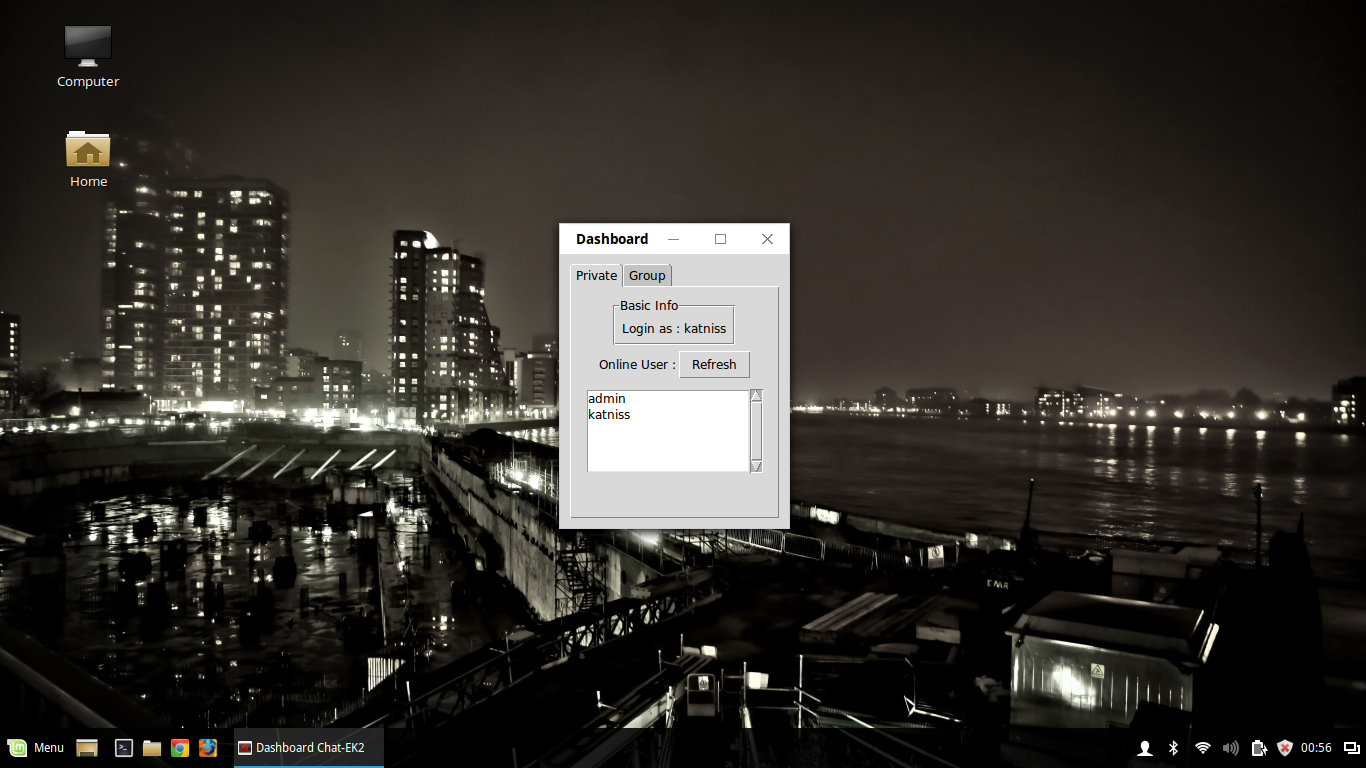 Computer
Home
Dashboard
Private Group
Basic Info
Login as : katniss
Online User : Refresh
admin
katniss
Menu
Dashboard Chat-EK2
00:56